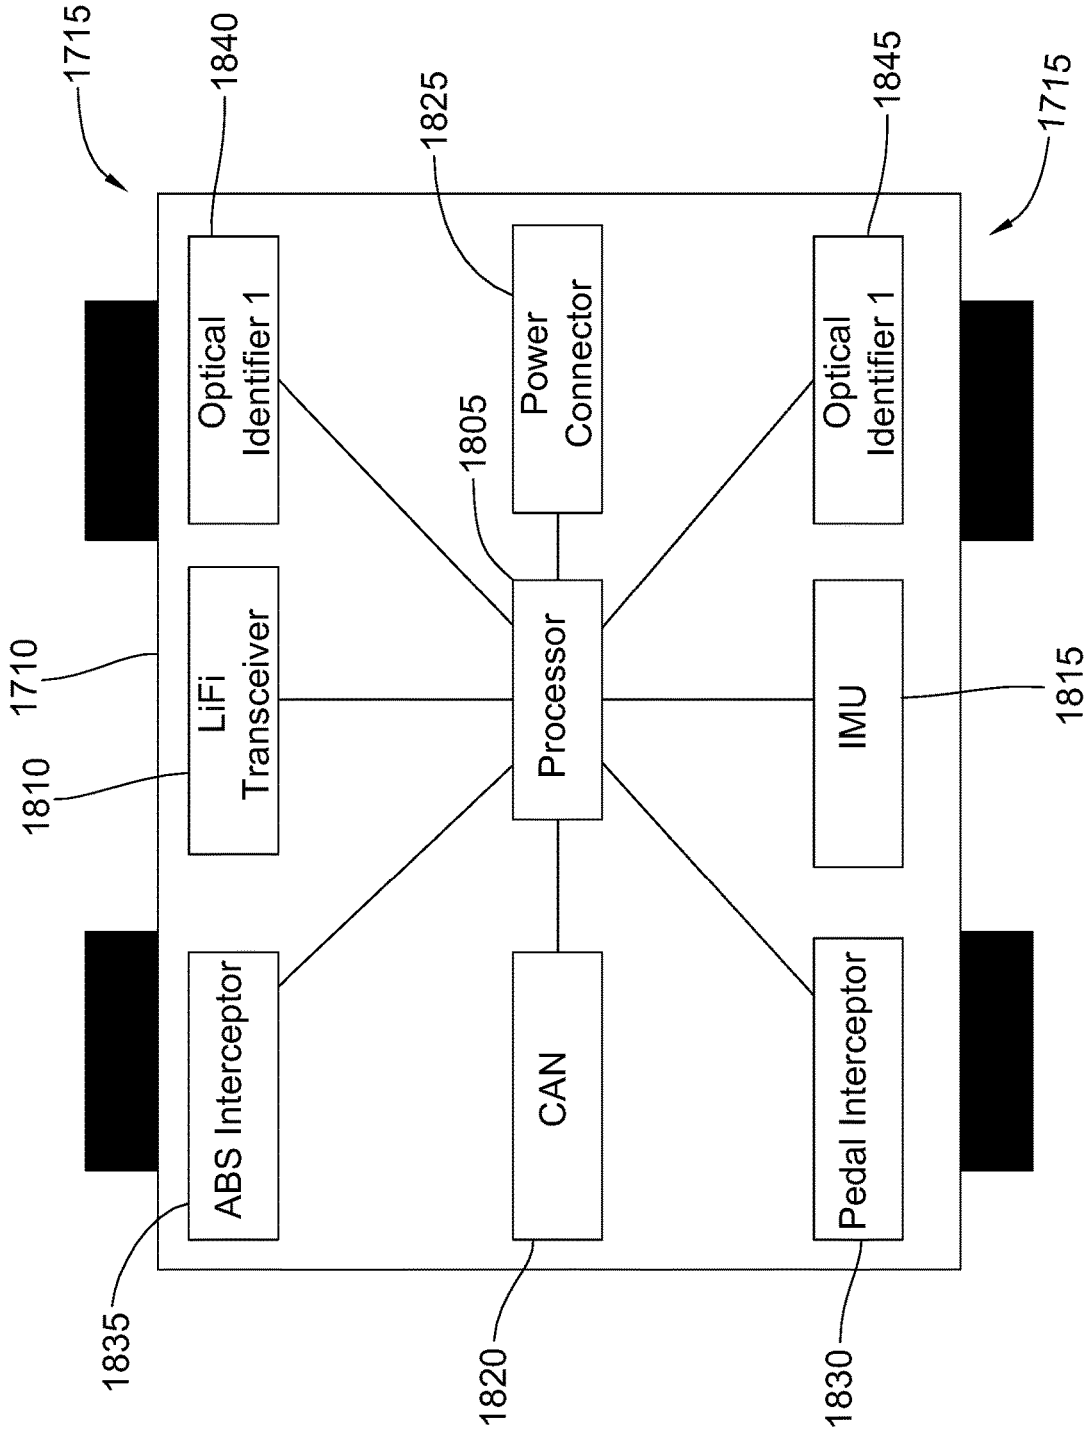 1715
1840
1825
1845
1715
Optical
Identifier 1
Power
Connector
Optical
Identifier 1
1805
1710
LiFi
Transceiver
Processor
IMU
1810
1815
ABS Interceptor
CAN
Pedal Interceptor
1835
1820
1830